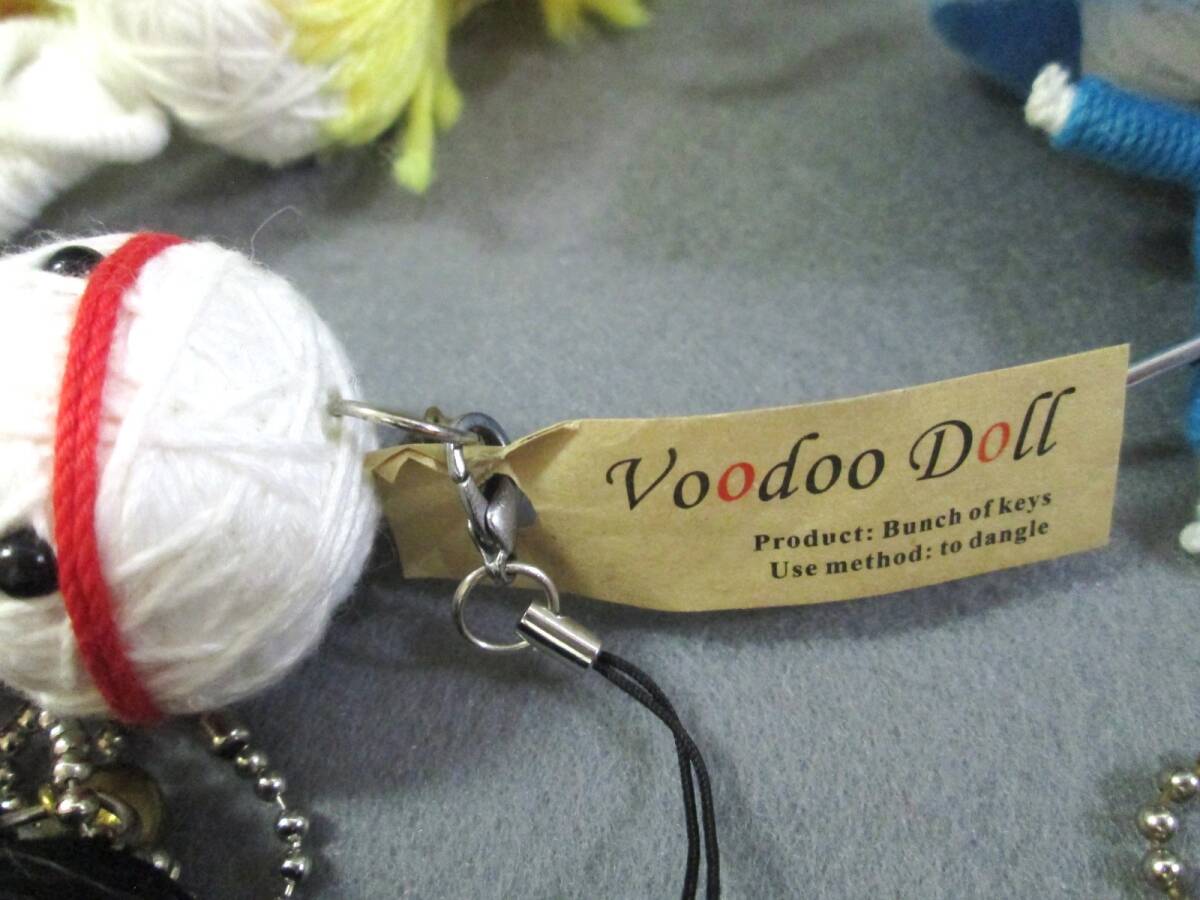 Voodoo Doll
Product: Bunch of keys
Use method: to dangle